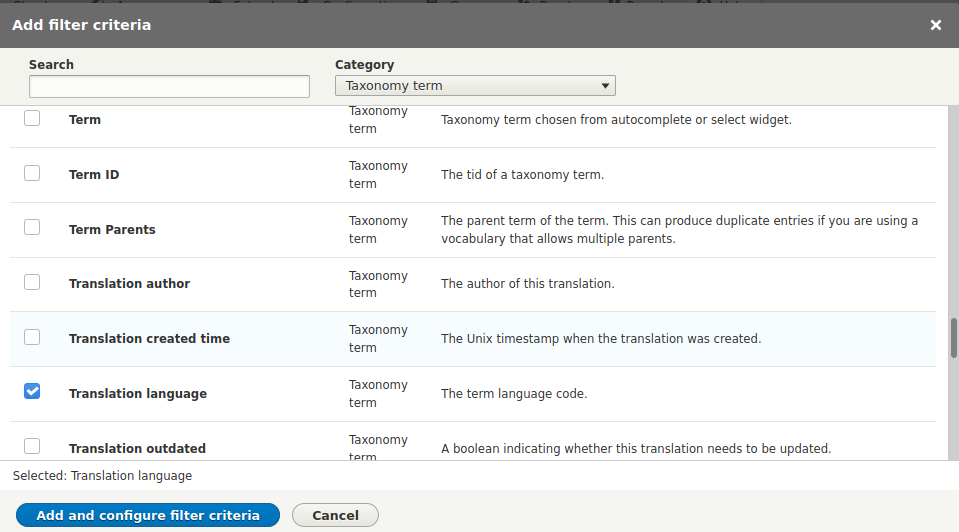 Add filter criteria ×
Search Category
Taxonomy term
Term Taxonomy term Taxonomy term chosen from autocomplete or select widget.
Term ID Taxonomy term The tid of a taxonomy term.
Term Parents Taxonomy term The parent term of the term. This can produce duplicate entries if you are using a
vocabulary that allows multiple parents.
Translation author Taxonomy term The author of this translation.
Translation created time Taxonomy term The Unix timestamp when the translation was created.
Translation language Taxonomy term The term language code.
Translation outdated Taxonomy term A boolean indicating whether this translation needs to be updated.
Selected: Translation language
Add and configure filter criteria Cancel